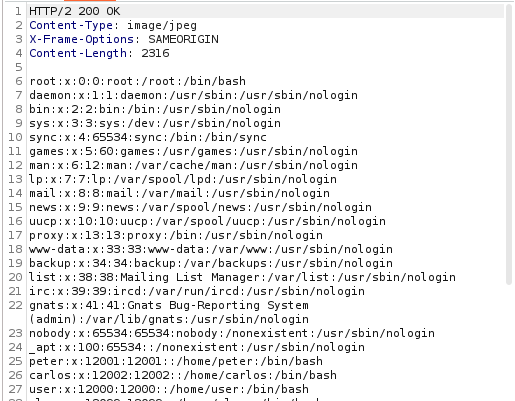 1 HTTP/2 200 OK
2 Content-Type: image/jpeg
3 X-Frame-Options: SAMEORIGIN
4 Content-Length: 2316
5
6 root:x:0:0:root:/root:/bin/bash
7 daemon:x:1:1:daemon:/usr/sbin:/usr/sbin/nologin
8 bin:x:2:2:bin:/bin:/usr/sbin/nologin
9 sys:x:3:3:sys:/dev:/usr/sbin/nologin
10 sync:x:4:65534:sync:/bin:/bin/sync
11 games:x:5:60:games:/usr/games:/usr/sbin/nologin
12 man:x:6:12:man:/var/cache/man:/usr/sbin/nologin
13 lp:x:7:7:lp:/var/spool/lpd:/usr/sbin/nologin
14 mail:x:8:8:mail:/var/mail:/usr/sbin/nologin
15 news:x:9:9:news:/var/spool/news:/usr/sbin/nologin
16 uucp:x:10:10:uucp:/var/spool/uucp:/usr/sbin/nologin
17 proxy:x:13:13:proxy:/bin:/usr/sbin/nologin
18 www-data:x:33:33:www-data:/var/www:/usr/sbin/nologin
19 backup:x:34:34:backup:/var/backups:/usr/sbin/nologin
20 list:x:38:38:Mailing List Manager:/var/list:/usr/sbin/nologin
21 irc:x:39:39:ircd:/var/run/ircd:/usr/sbin/nologin
22 gnats:x:41:41:Gnats Bug-Reporting System
(admin):/var/lib/gnats:/usr/sbin/nologin
23 nobody:x:65534:65534:nobody:/nonexistent:/usr/sbin/nologin
24 _apt:x:100:65534::/nonexistent:/usr/sbin/nologin
25 peter:x:12001:12001::/home/peter:/bin/bash
26 carlos:x:12002:12002::/home/carlos:/bin/bash
27 user:x:12000:12000::/home/user:/bin/bash